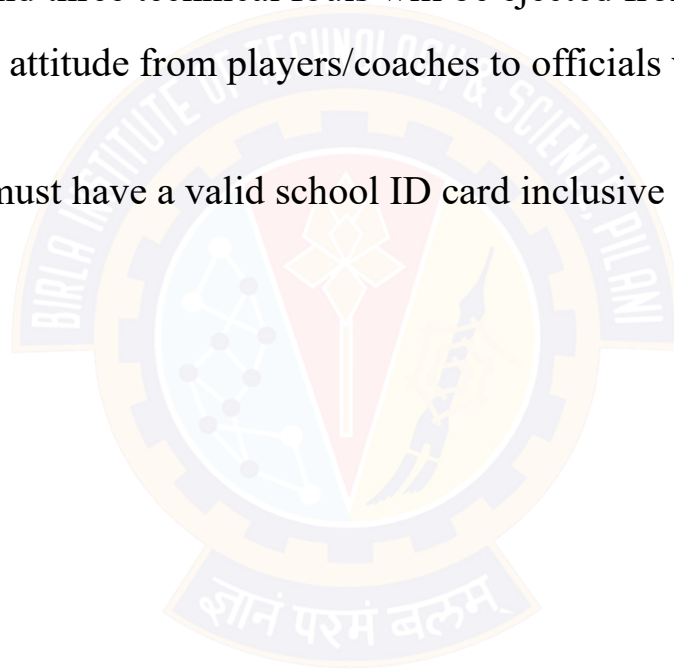 three technical fouls will be ejected
attitude from players/coaches to officials
must have a valid school ID card inclusive
BIRLA INSTITUTE OF TECHNOLOGY & SCIENCE, PILANI
ज्ञानं परमं बलम्